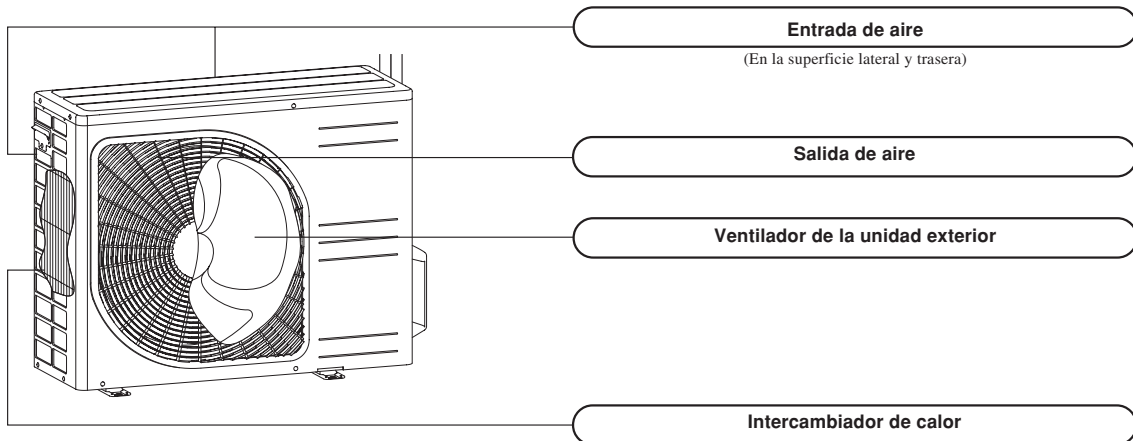 Entrada de aire
(En la superficie lateral y trasera)
Salida de aire
Ventilador de la unidad exterior
Intercambiador de calor